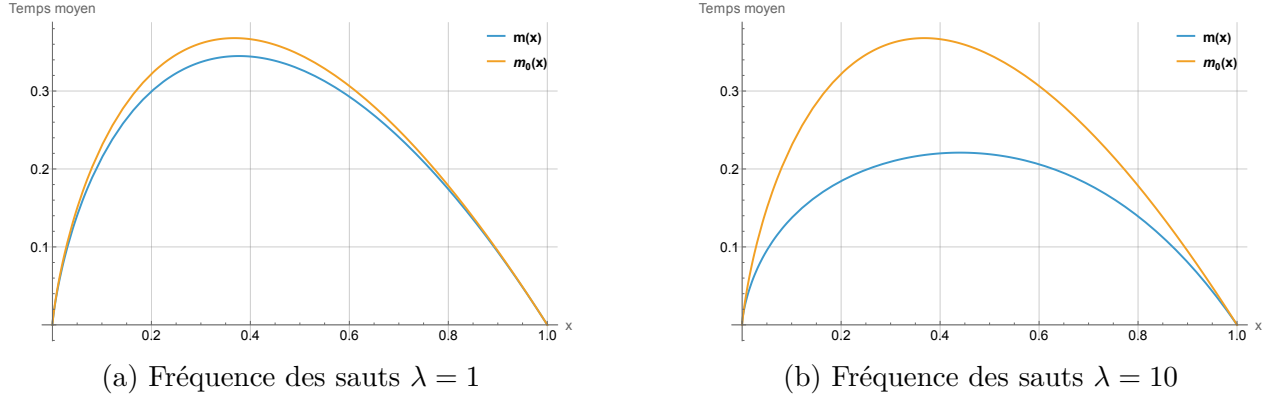 Temps moyen
m(x)
m₀(x)
0.3
0.2
0.1
0.2 0.4 0.6 0.8 1.0
x
(a) Fréquence des sauts λ = 1
Temps moyen
m(x)
m₀(x)
0.3
0.2
0.1
0.2 0.4 0.6 0.8 1.0
x
(b) Fréquence des sauts λ = 10